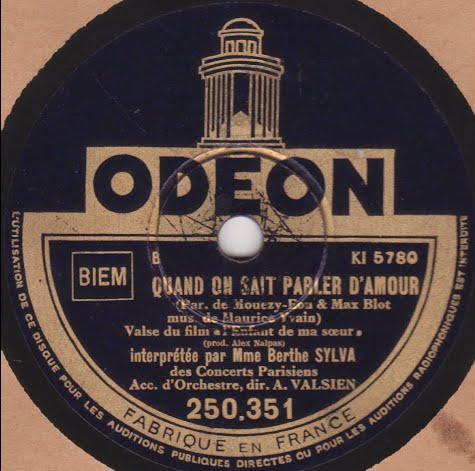 ODEON
BIEM
B KI 5780
QUAND ON SAIT PARLER D'AMOUR
(Par. de Mouezy-Eon & Max Blot
mus. de Maurice Yvain)
Valse du film « l'Enfant de ma sœur »
(prod. Alex Nalpas)
interprétée par Mme Berthe SYLVA
des Concerts Parisiens
Acc. d'Orchestre, dir. A. VALSIEN
250.351
FABRIQUE EN FRANCE
L'UTILISATION DE CE DISQUE POUR LES AUDITIONS PUBLIQUES DIRECTES OU POUR LES AUDITIONS RADIOPHONIQUES EST INTERDITE